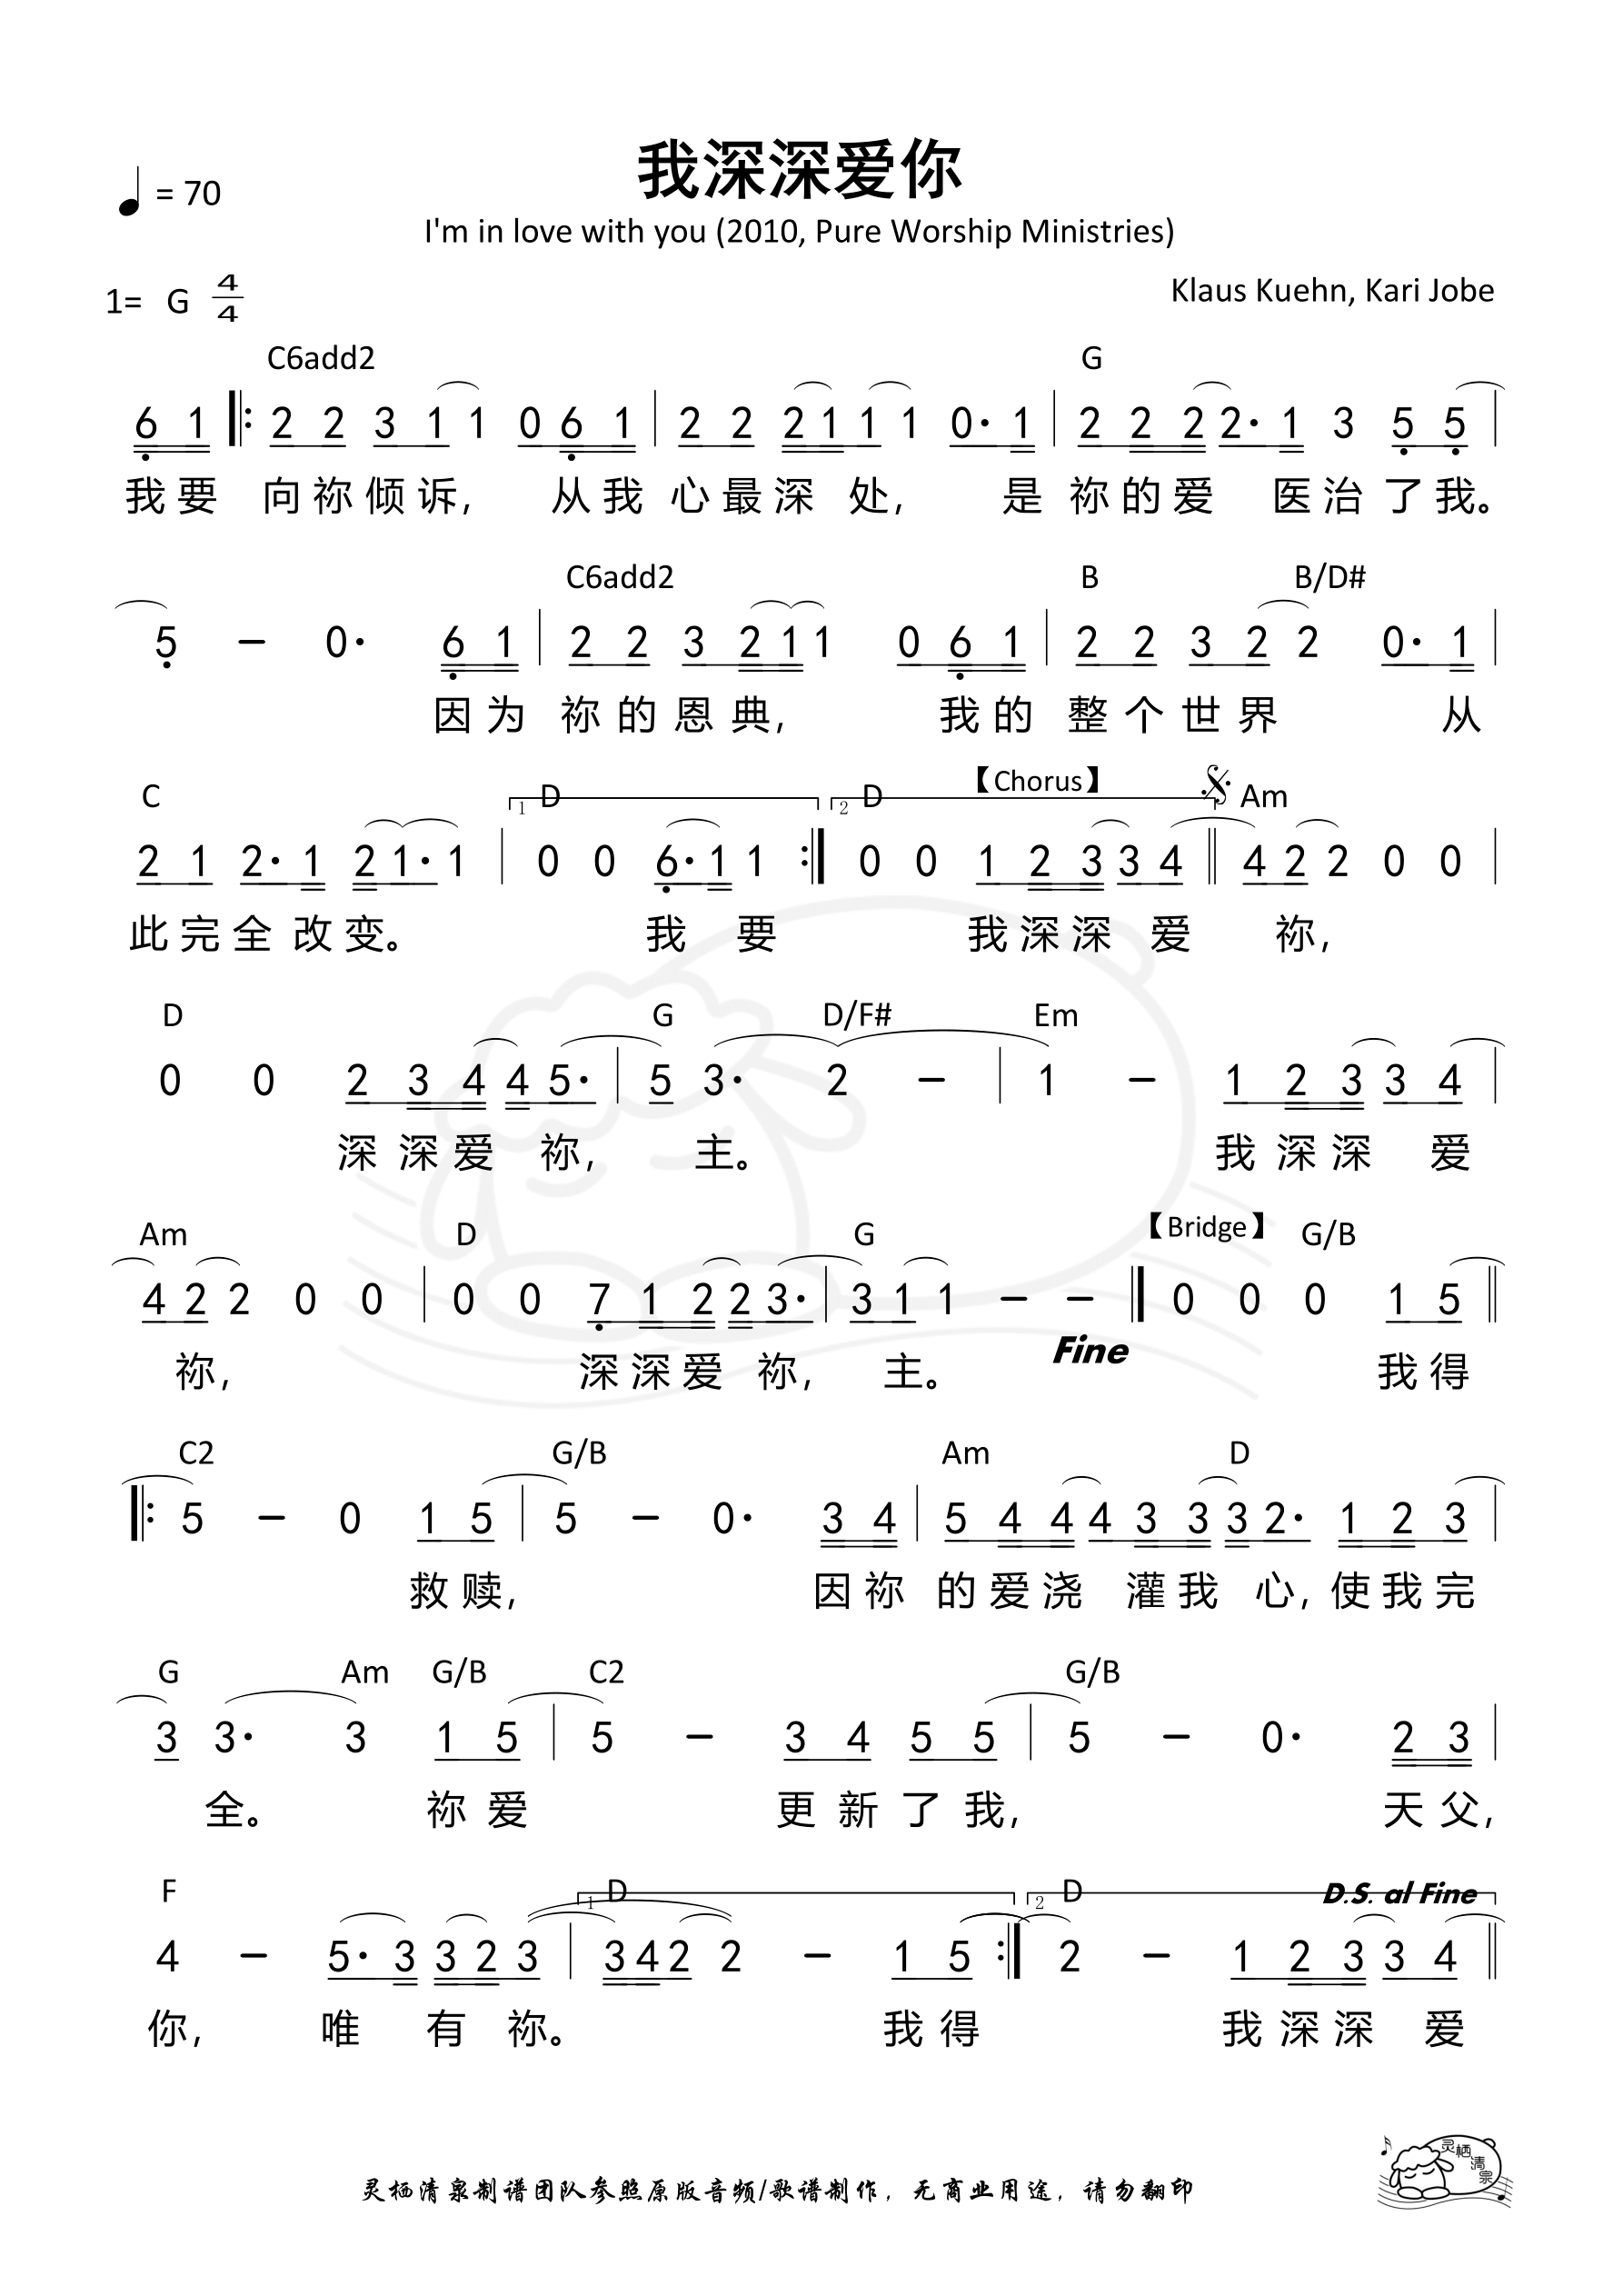 我深深爱你
♩ = 70
I'm in love with you (2010, Pure Worship Ministries)
1= G 4/4
Klaus Kuehn, Kari Jobe
C6add2 G
6 1 2 2 3 1 1 0 6 1 2 2 2 1 1 1 0· 1 2 2 2 2· 1 3 5 5
我要 向祢倾诉, 从我 心最深 处, 是 祢的爱 医治了我。
C6add2 B B/D#
5 – 0· 6 1 2 2 3 2 1 1 0 6 1 2 2 3 2 2 0· 1
因为 祢的恩典, 我的 整个世界 从
C 1 D 2 D 【Chorus】 Am
2 1 2· 1 2 1· 1 0 0 6· 1 1 0 0 1 2 3 3 4 4 2 2 0 0
此完全改变。 我 要 我深深 爱 祢,
D G D/F# Em
0 0 2 3 4 4 5· 5 3· 2 – 1 – 1 2 3 3 4
深深爱 祢, 主。 我深深 爱
Am D G 【Bridge】 G/B
4 2 2 0 0 0 0 7 1 2 2 3· 3 1 1 – – 0 0 0 1 5
Fine
祢, 深深爱 祢, 主。 我得
C2 G/B Am D
5 – 0 1 5 5 – 0· 3 4 5 4 4 4 3 3 3 2· 1 2 3
救赎, 因祢 的爱浇 灌我 心, 使我完
G Am G/B C2 G/B
3 3· 3 1 5 5 – 3 4 5 5 5 – 0· 2 3
全。 祢爱 更新了我, 天父,
F 1 D 2 D D.S. al Fine
4 – 5· 3 3 2 3 3 4 2 2 – 1 5 2 – 1 2 3 3 4
你, 唯 有 祢。 我得 我深深 爱
灵栖清泉
灵栖清泉制谱团队参照原版音频/歌谱制作，无商业用途，请勿翻印